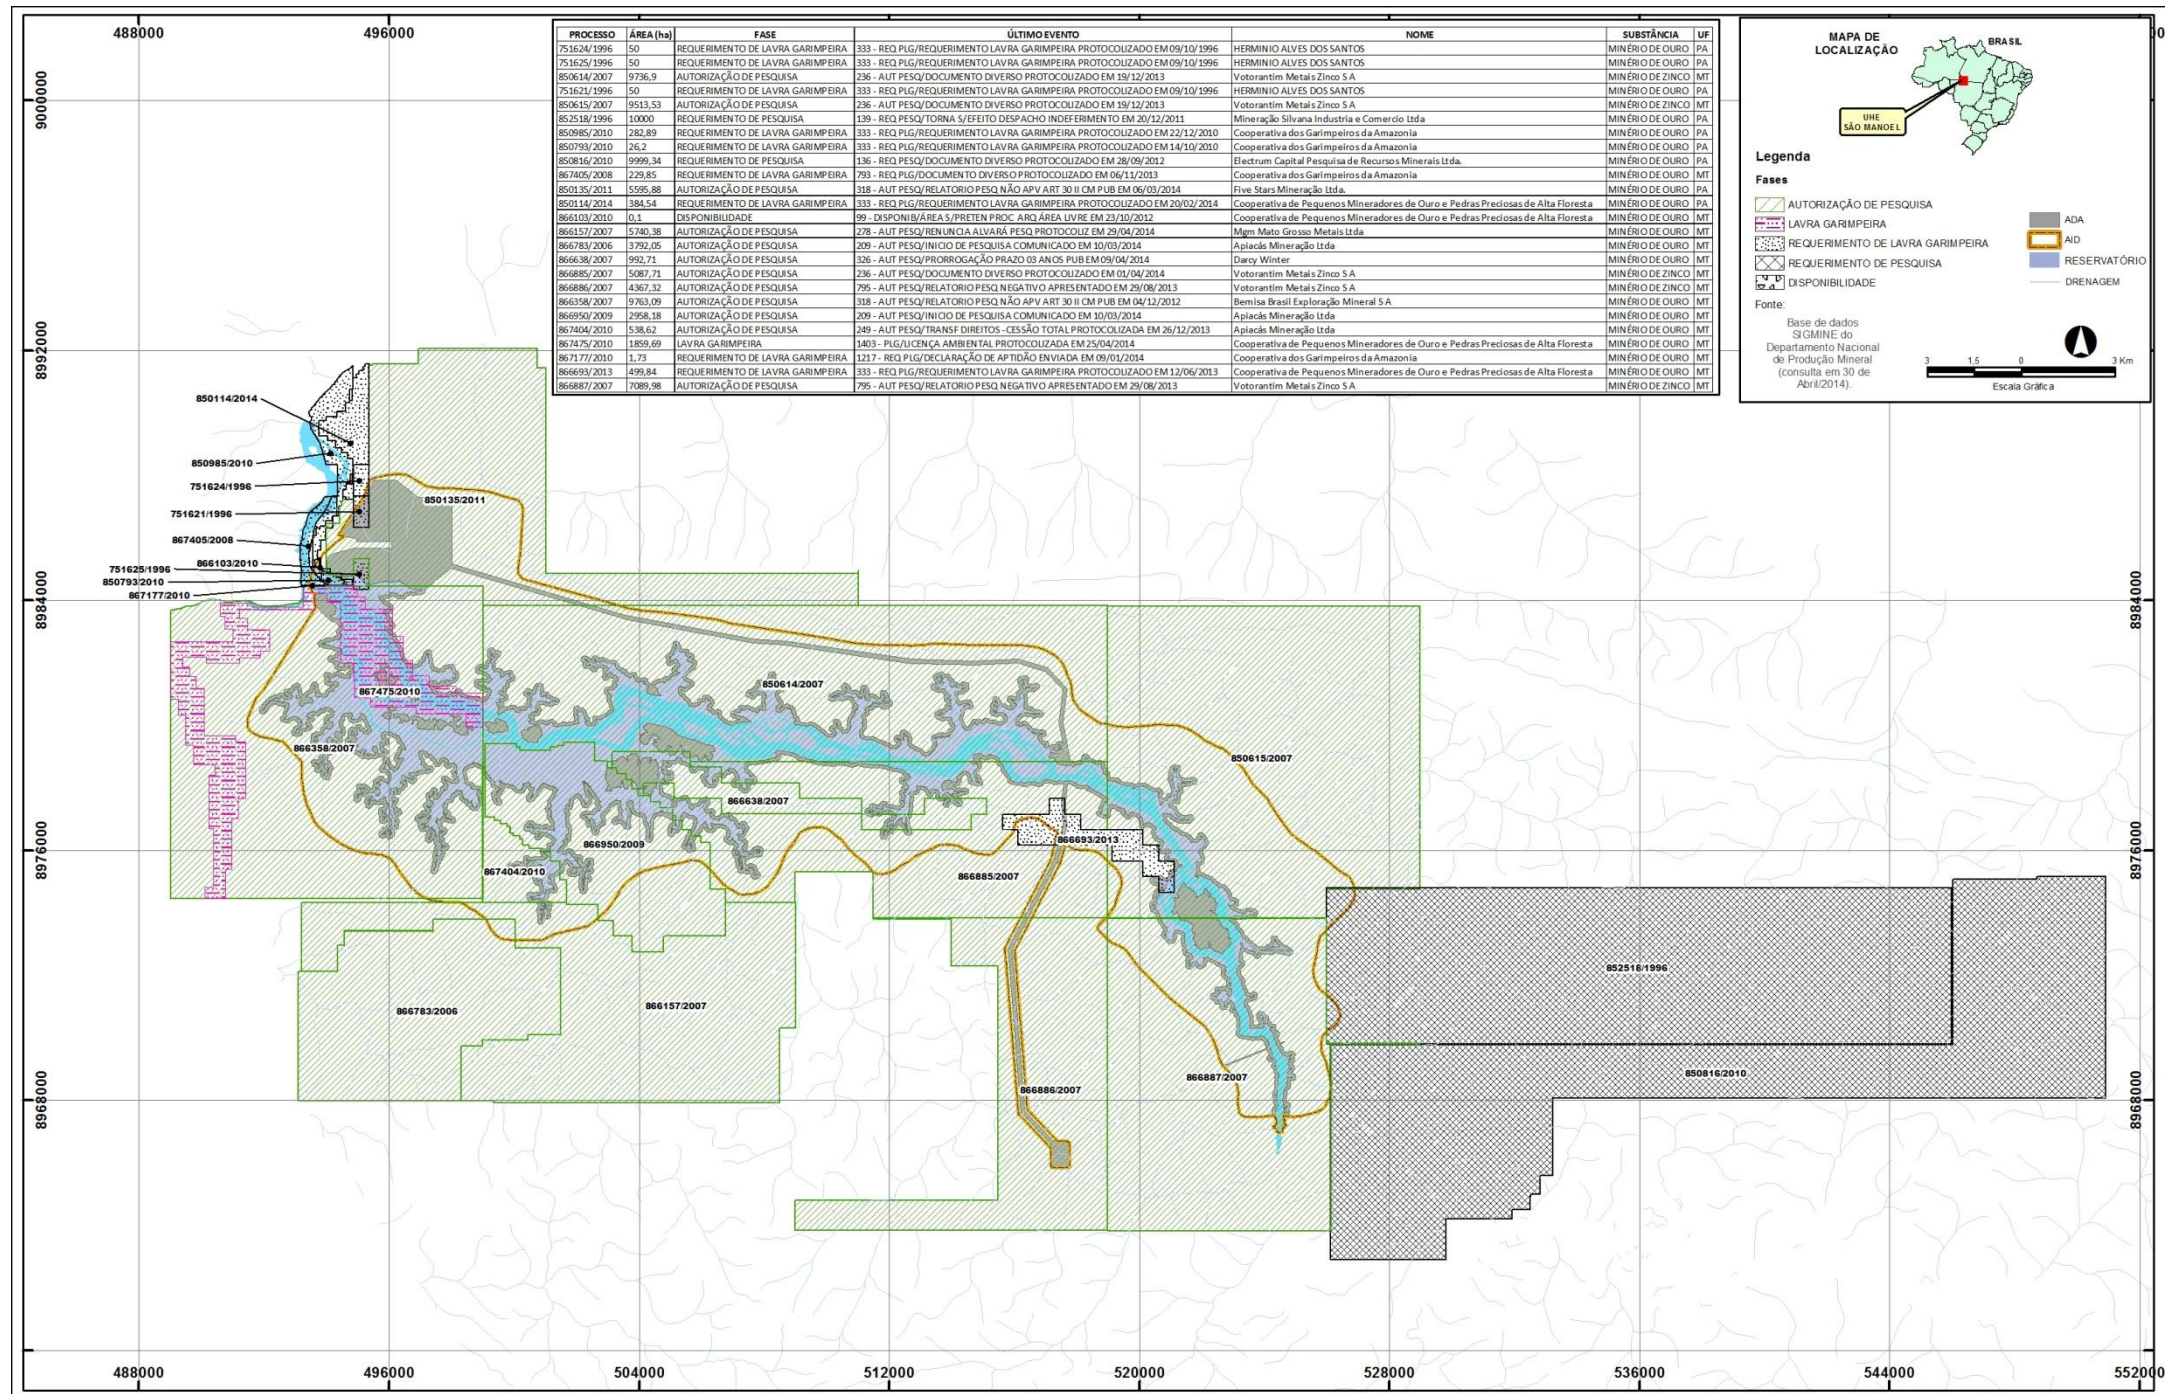 488000
496000
9000000
8992000
8984000
8976000
8968000
PROCESSO ÁREA (ha) FASE ÚLTIMO EVENTO NOME SUBSTÂNCIA UF
751624/1996 50 REQUERIMENTO DE LAVRA GARIMPEIRA 333 - REQ PLG/REQUERIMENTO LAVRA GARIMPEIRA PROTOCOLIZADO EM 09/10/1996 HERMINIO ALVES DOS SANTOS MINÉRIO DE OURO PA
751625/1996 50 REQUERIMENTO DE LAVRA GARIMPEIRA 333 - REQ PLG/REQUERIMENTO LAVRA GARIMPEIRA PROTOCOLIZADO EM 09/10/1996 HERMINIO ALVES DOS SANTOS MINÉRIO DE OURO PA
850614/2007 9736,9 AUTORIZAÇÃO DE PESQUISA 236 - AUT PESQ/DOCUMENTO DIVERSO PROTOCOLIZADO EM 19/12/2013 Votorantim Metais Zinco S A MINÉRIO DE ZINCO MT
751621/1996 50 REQUERIMENTO DE LAVRA GARIMPEIRA 333 - REQ PLG/REQUERIMENTO LAVRA GARIMPEIRA PROTOCOLIZADO EM 09/10/1996 HERMINIO ALVES DOS SANTOS MINÉRIO DE OURO PA
850615/2007 9513,53 AUTORIZAÇÃO DE PESQUISA 236 - AUT PESQ/DOCUMENTO DIVERSO PROTOCOLIZADO EM 19/12/2013 Votorantim Metais Zinco S A MINÉRIO DE ZINCO MT
852518/1996 10000 REQUERIMENTO DE PESQUISA 139 - REQ PESQ/TORNA S/EFEITO DESPACHO INDEFERIMENTO EM 20/12/2011 Mineração Silvana Industria e Comercio Ltda MINÉRIO DE OURO PA
850985/2010 282,89 REQUERIMENTO DE LAVRA GARIMPEIRA 333 - REQ PLG/REQUERIMENTO LAVRA GARIMPEIRA PROTOCOLIZADO EM 22/12/2010 Cooperativa dos Garimpeiros da Amazonia MINÉRIO DE OURO PA
850793/2010 26,2 REQUERIMENTO DE LAVRA GARIMPEIRA 333 - REQ PLG/REQUERIMENTO LAVRA GARIMPEIRA PROTOCOLIZADO EM 14/10/2010 Cooperativa dos Garimpeiros da Amazonia MINÉRIO DE OURO PA
850816/2010 9999,34 REQUERIMENTO DE PESQUISA 136 - REQ PESQ/DOCUMENTO DIVERSO PROTOCOLIZADO EM 28/09/2012 Electrum Capital Pesquisa de Recursos Minerais Ltda. MINÉRIO DE OURO PA
867405/2008 229,85 REQUERIMENTO DE LAVRA GARIMPEIRA 793 - REQ PLG/DOCUMENTO DIVERSO PROTOCOLIZADO EM 06/11/2013 Cooperativa dos Garimpeiros da Amazonia MINÉRIO DE OURO MT
850135/2011 5595,88 AUTORIZAÇÃO DE PESQUISA 318 - AUT PESQ/RELATORIO PESQ NÃO APV ART 30 II CM PUB EM 06/03/2014 Five Stars Mineração Ltda. MINÉRIO DE OURO PA
850114/2014 384,54 REQUERIMENTO DE LAVRA GARIMPEIRA 333 - REQ PLG/REQUERIMENTO LAVRA GARIMPEIRA PROTOCOLIZADO EM 20/02/2014 Cooperativa de Pequenos Mineradores de Ouro e Pedras Preciosas de Alta Floresta MINÉRIO DE OURO PA
866103/2010 0,1 DISPONIBILIDADE 99 - DISPONIB/ÁREA S/PRETEN PROC ARQ ÁREA LIVRE EM 23/10/2012 Cooperativa de Pequenos Mineradores de Ouro e Pedras Preciosas de Alta Floresta MINÉRIO DE OURO MT
866157/2007 5740,38 AUTORIZAÇÃO DE PESQUISA 278 - AUT PESQ/RENUNCIA ALVARÁ PESQ PROTOCOLIZ EM 29/04/2014 Mgm Mato Grosso Metais Ltda MINÉRIO DE OURO MT
866783/2006 3792,05 AUTORIZAÇÃO DE PESQUISA 209 - AUT PESQ/INICIO DE PESQUISA COMUNICADO EM 10/03/2014 Apiacás Mineração Ltda MINÉRIO DE OURO MT
866638/2007 992,71 AUTORIZAÇÃO DE PESQUISA 326 - AUT PESQ/PRORROGAÇÃO PRAZO 03 ANOS PUB EM 09/04/2014 Darcy Winter MINÉRIO DE OURO MT
866885/2007 5087,71 AUTORIZAÇÃO DE PESQUISA 236 - AUT PESQ/DOCUMENTO DIVERSO PROTOCOLIZADO EM 01/04/2014 Votorantim Metais Zinco S A MINÉRIO DE ZINCO MT
866886/2007 4367,32 AUTORIZAÇÃO DE PESQUISA 795 - AUT PESQ/RELATORIO PESQ NEGATIVO APRESENTADO EM 29/08/2013 Votorantim Metais Zinco S A MINÉRIO DE ZINCO MT
866358/2007 9763,09 AUTORIZAÇÃO DE PESQUISA 318 - AUT PESQ/RELATORIO PESQ NÃO APV ART 30 II CM PUB EM 04/12/2012 Bemisa Brasil Exploração Mineral S A MINÉRIO DE OURO MT
866950/2009 2958,18 AUTORIZAÇÃO DE PESQUISA 209 - AUT PESQ/INICIO DE PESQUISA COMUNICADO EM 10/03/2014 Apiacás Mineração Ltda MINÉRIO DE OURO MT
867404/2010 538,62 AUTORIZAÇÃO DE PESQUISA 249 - AUT PESQ/TRANSF DIREITOS -CESSÃO TOTAL PROTOCOLIZADA EM 26/12/2013 Apiacás Mineração Ltda MINÉRIO DE OURO MT
867475/2010 1859,69 LAVRA GARIMPEIRA 1403 - PLG/LICENÇA AMBIENTAL PROTOCOLIZADA EM 25/04/2014 Cooperativa de Pequenos Mineradores de Ouro e Pedras Preciosas de Alta Floresta MINÉRIO DE OURO MT
867177/2010 1,73 REQUERIMENTO DE LAVRA GARIMPEIRA 1217 - REQ PLG/DECLARAÇÃO DE APTIDÃO ENVIADA EM 09/01/2014 Cooperativa dos Garimpeiros da Amazonia MINÉRIO DE OURO MT
866693/2013 499,84 REQUERIMENTO DE LAVRA GARIMPEIRA 333 - REQ PLG/REQUERIMENTO LAVRA GARIMPEIRA PROTOCOLIZADO EM 12/06/2013 Cooperativa de Pequenos Mineradores de Ouro e Pedras Preciosas de Alta Floresta MINÉRIO DE OURO MT
866887/2007 7089,98 AUTORIZAÇÃO DE PESQUISA 795 - AUT PESQ/RELATORIO PESQ NEGATIVO APRESENTADO EM 29/08/2013 Votorantim Metais Zinco S A MINÉRIO DE ZINCO MT
MAPA DE
LOCALIZAÇÃO
BRASIL
UHE
SÃO MANOEL
Legenda
Fases
AUTORIZAÇÃO DE PESQUISA
LAVRA GARIMPEIRA
REQUERIMENTO DE LAVRA GARIMPEIRA
REQUERIMENTO DE PESQUISA
DISPONIBILIDADE
ADA
AID
RESERVATÓRIO
DRENAGEM
Fonte:
Base de dados
SIGMINE do
Departamento Nacional
de Produção Mineral
(consulta em 30 de
Abril/2014).
3 1,5 0 3 Km
Escala Gráfica
850114/2014
850985/2010
751624/1996
850135/2011
751621/1996
867405/2008
866103/2010
751625/1996
850793/2010
867177/2010
867475/2010
850614/2007
866358/2007
850615/2007
866638/2007
866693/2013
866950/2009
867404/2010
866885/2007
852518/1996
866783/2006
866157/2007
850816/2010
866887/2007
866886/2007
8992000
8984000
8976000
8968000
488000
496000
504000
512000
520000
528000
536000
544000
552000